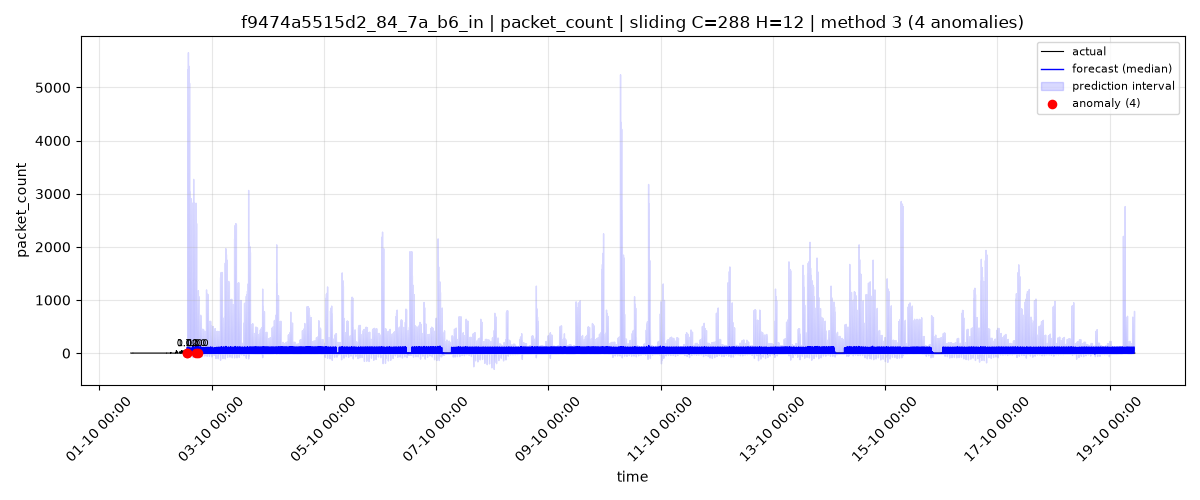 f9474a5515d2_84_7a_b6_in | packet_count | sliding C=288 H=12 | method 3 (4 anomalies)
actual
forecast (median)
prediction interval
anomaly (4)
packet_count
5000
4000
3000
2000
1000
0
01-10 00:00
03-10 00:00
05-10 00:00
07-10 00:00
09-10 00:00
11-10 00:00
13-10 00:00
15-10 00:00
17-10 00:00
19-10 00:00
time